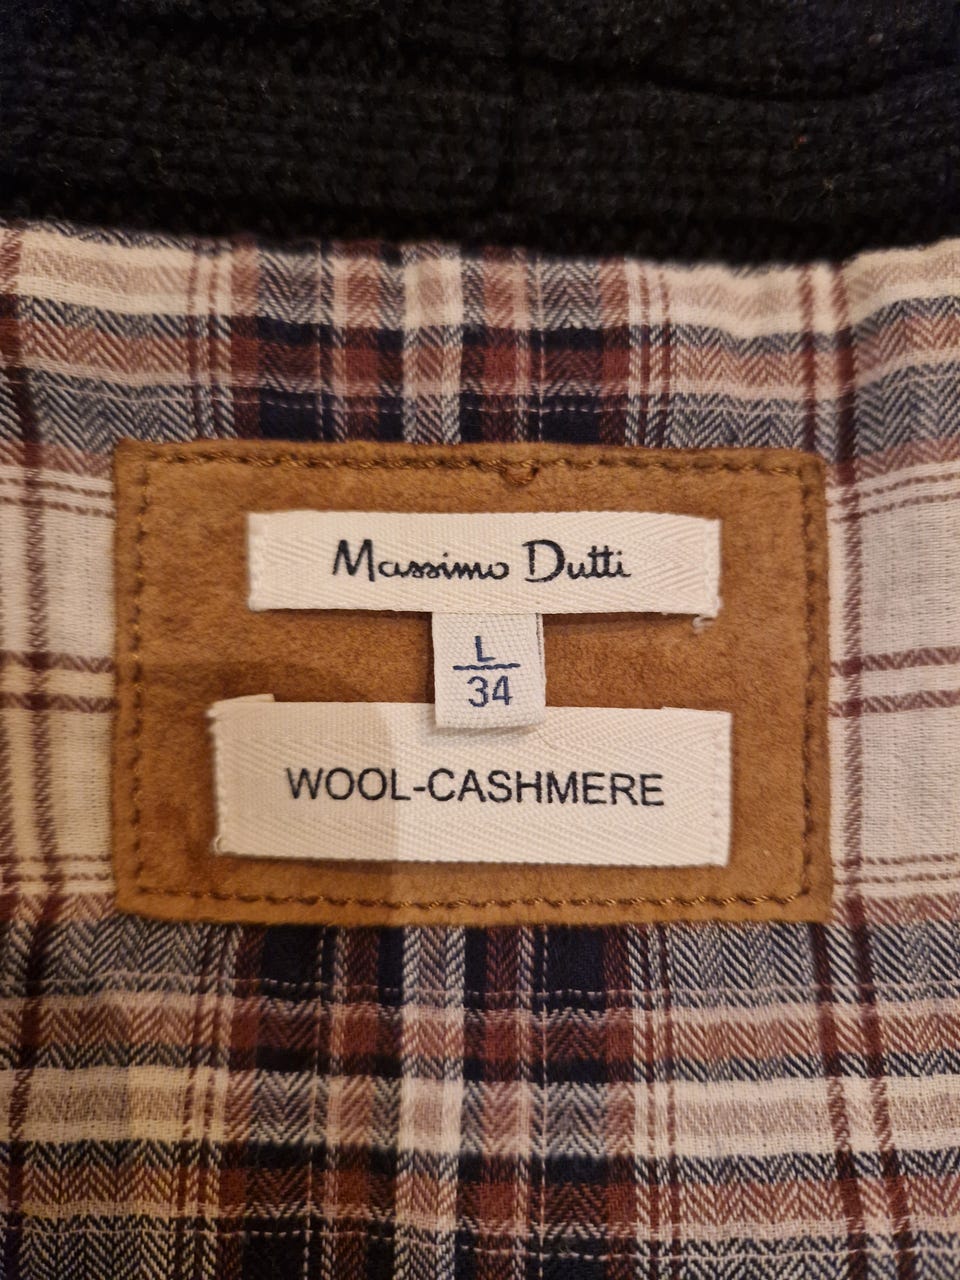 Massimo Dutti
L
34
WOOL-CASHMERE